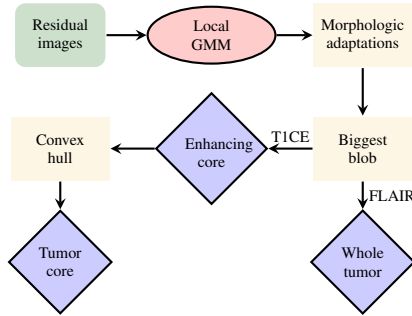 Residual
images
Local
GMM
Morphologic
adaptations
Convex
hull
Enhancing
core
T1CE
Biggest
blob
FLAIR
Tumor
core
Whole
tumor